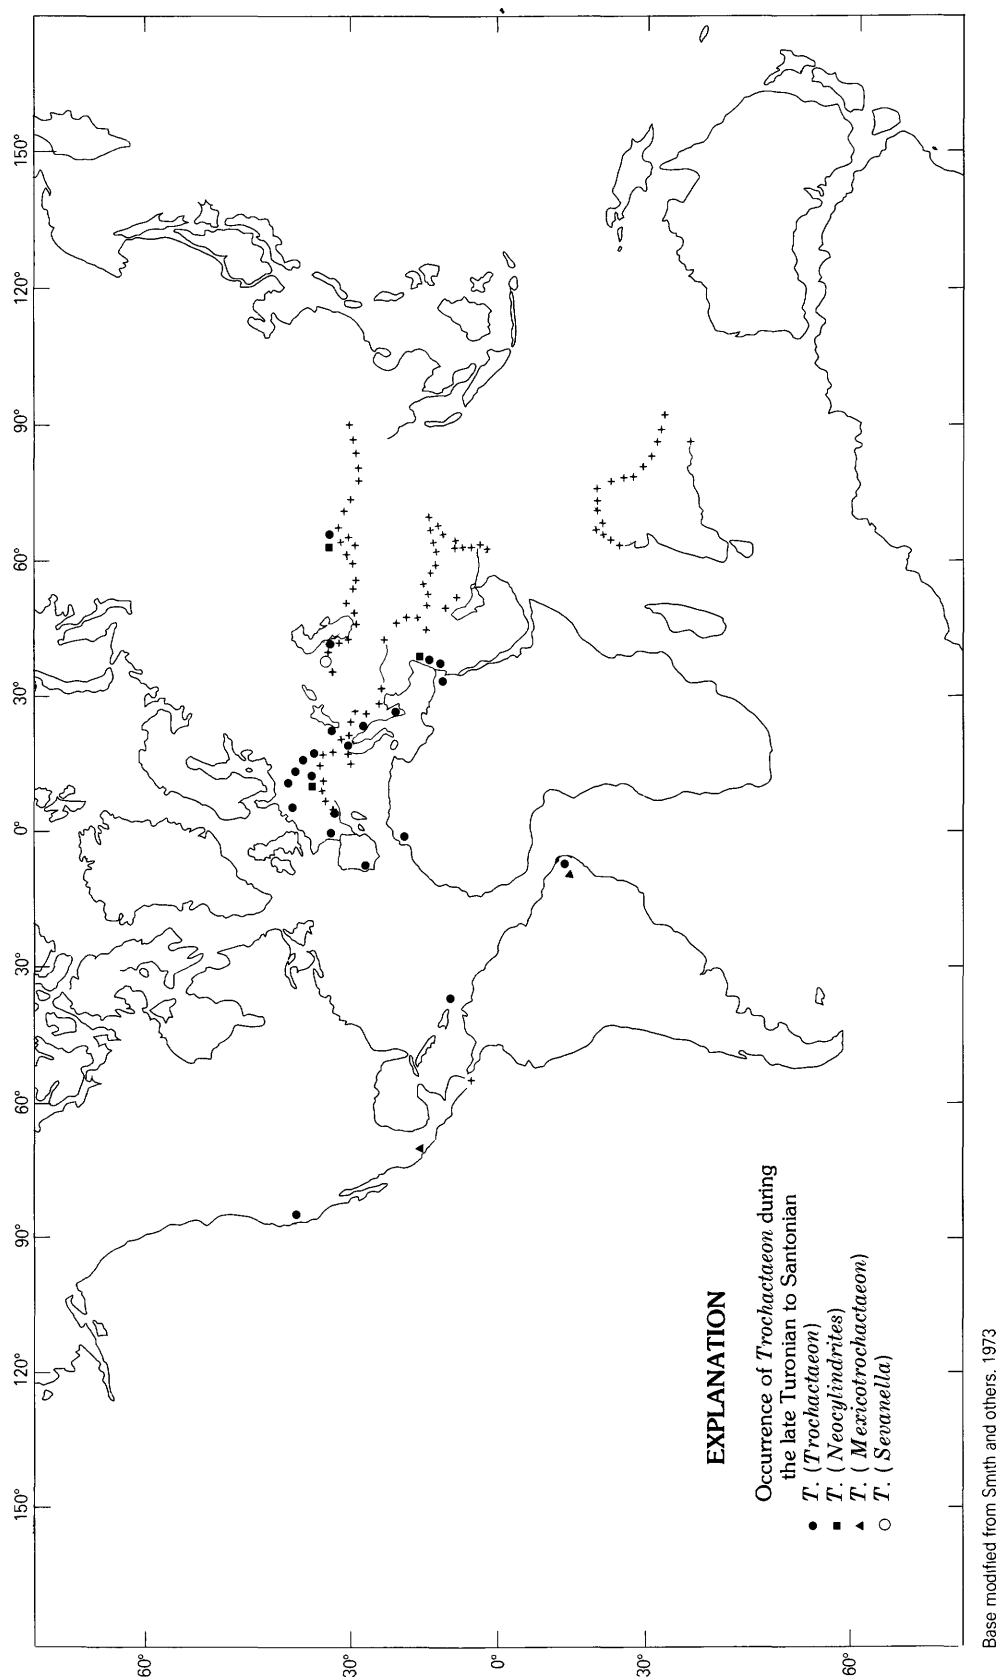 150°
120°
90°
60°
30°
0°
30°
60°
90°
120°
150°
60°
30°
0°
30°
60°
EXPLANATION
Occurrence of Trochactaeon during
the late Turonian to Santonian
● T. (Trochactaeon)
■ T. ( Neocylindrites)
▲ T. ( Mexicotrochactaeon)
○ T. ( Sevanella)
Base modified from Smith and others, 1973